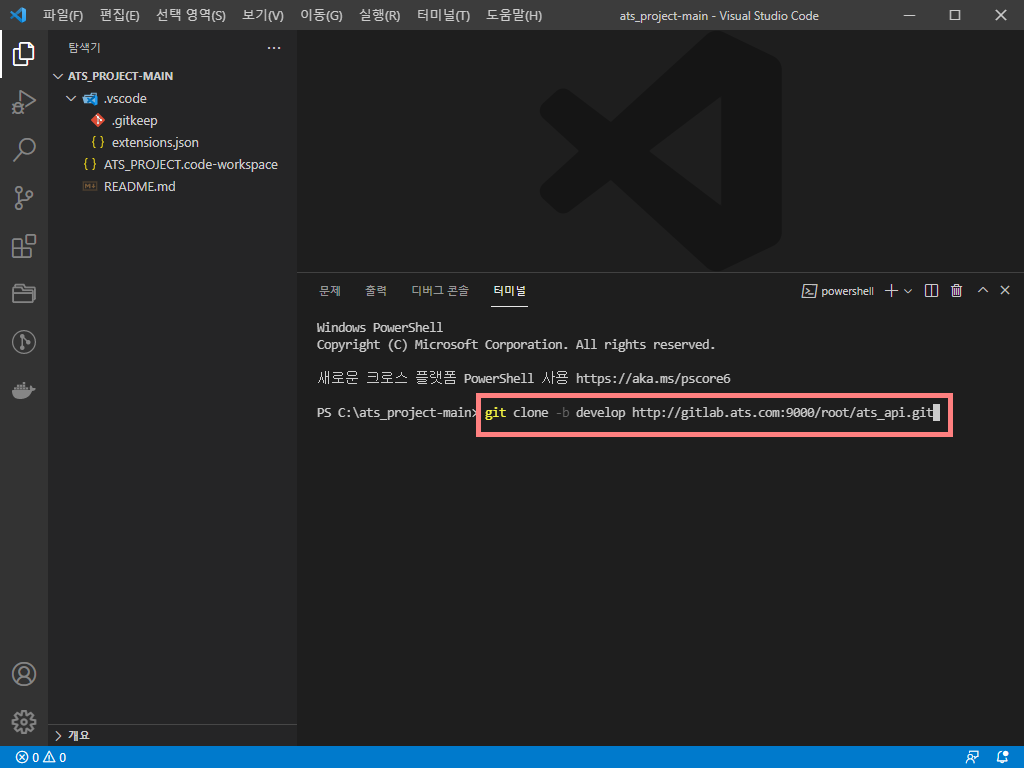 파일(F) 편집(E) 선택 영역(S) 보기(V) 이동(G) 실행(R) 터미널(T) 도움말(H) ats_project-main - Visual Studio Code
탐색기
ATS_PROJECT-MAIN
.vscode
.gitkeep
{ } extensions.json
{ } ATS_PROJECT.code-workspace
README.md
문제 출력 디버그 콘솔 터미널 powershell
Windows PowerShell
Copyright (C) Microsoft Corporation. All rights reserved.
새로운 크로스 플랫폼 PowerShell 사용 https://aka.ms/pscore6
PS C:\ats_project-main> git clone -b develop http://gitlab.ats.com:9000/root/ats_api.git
개요
0 0